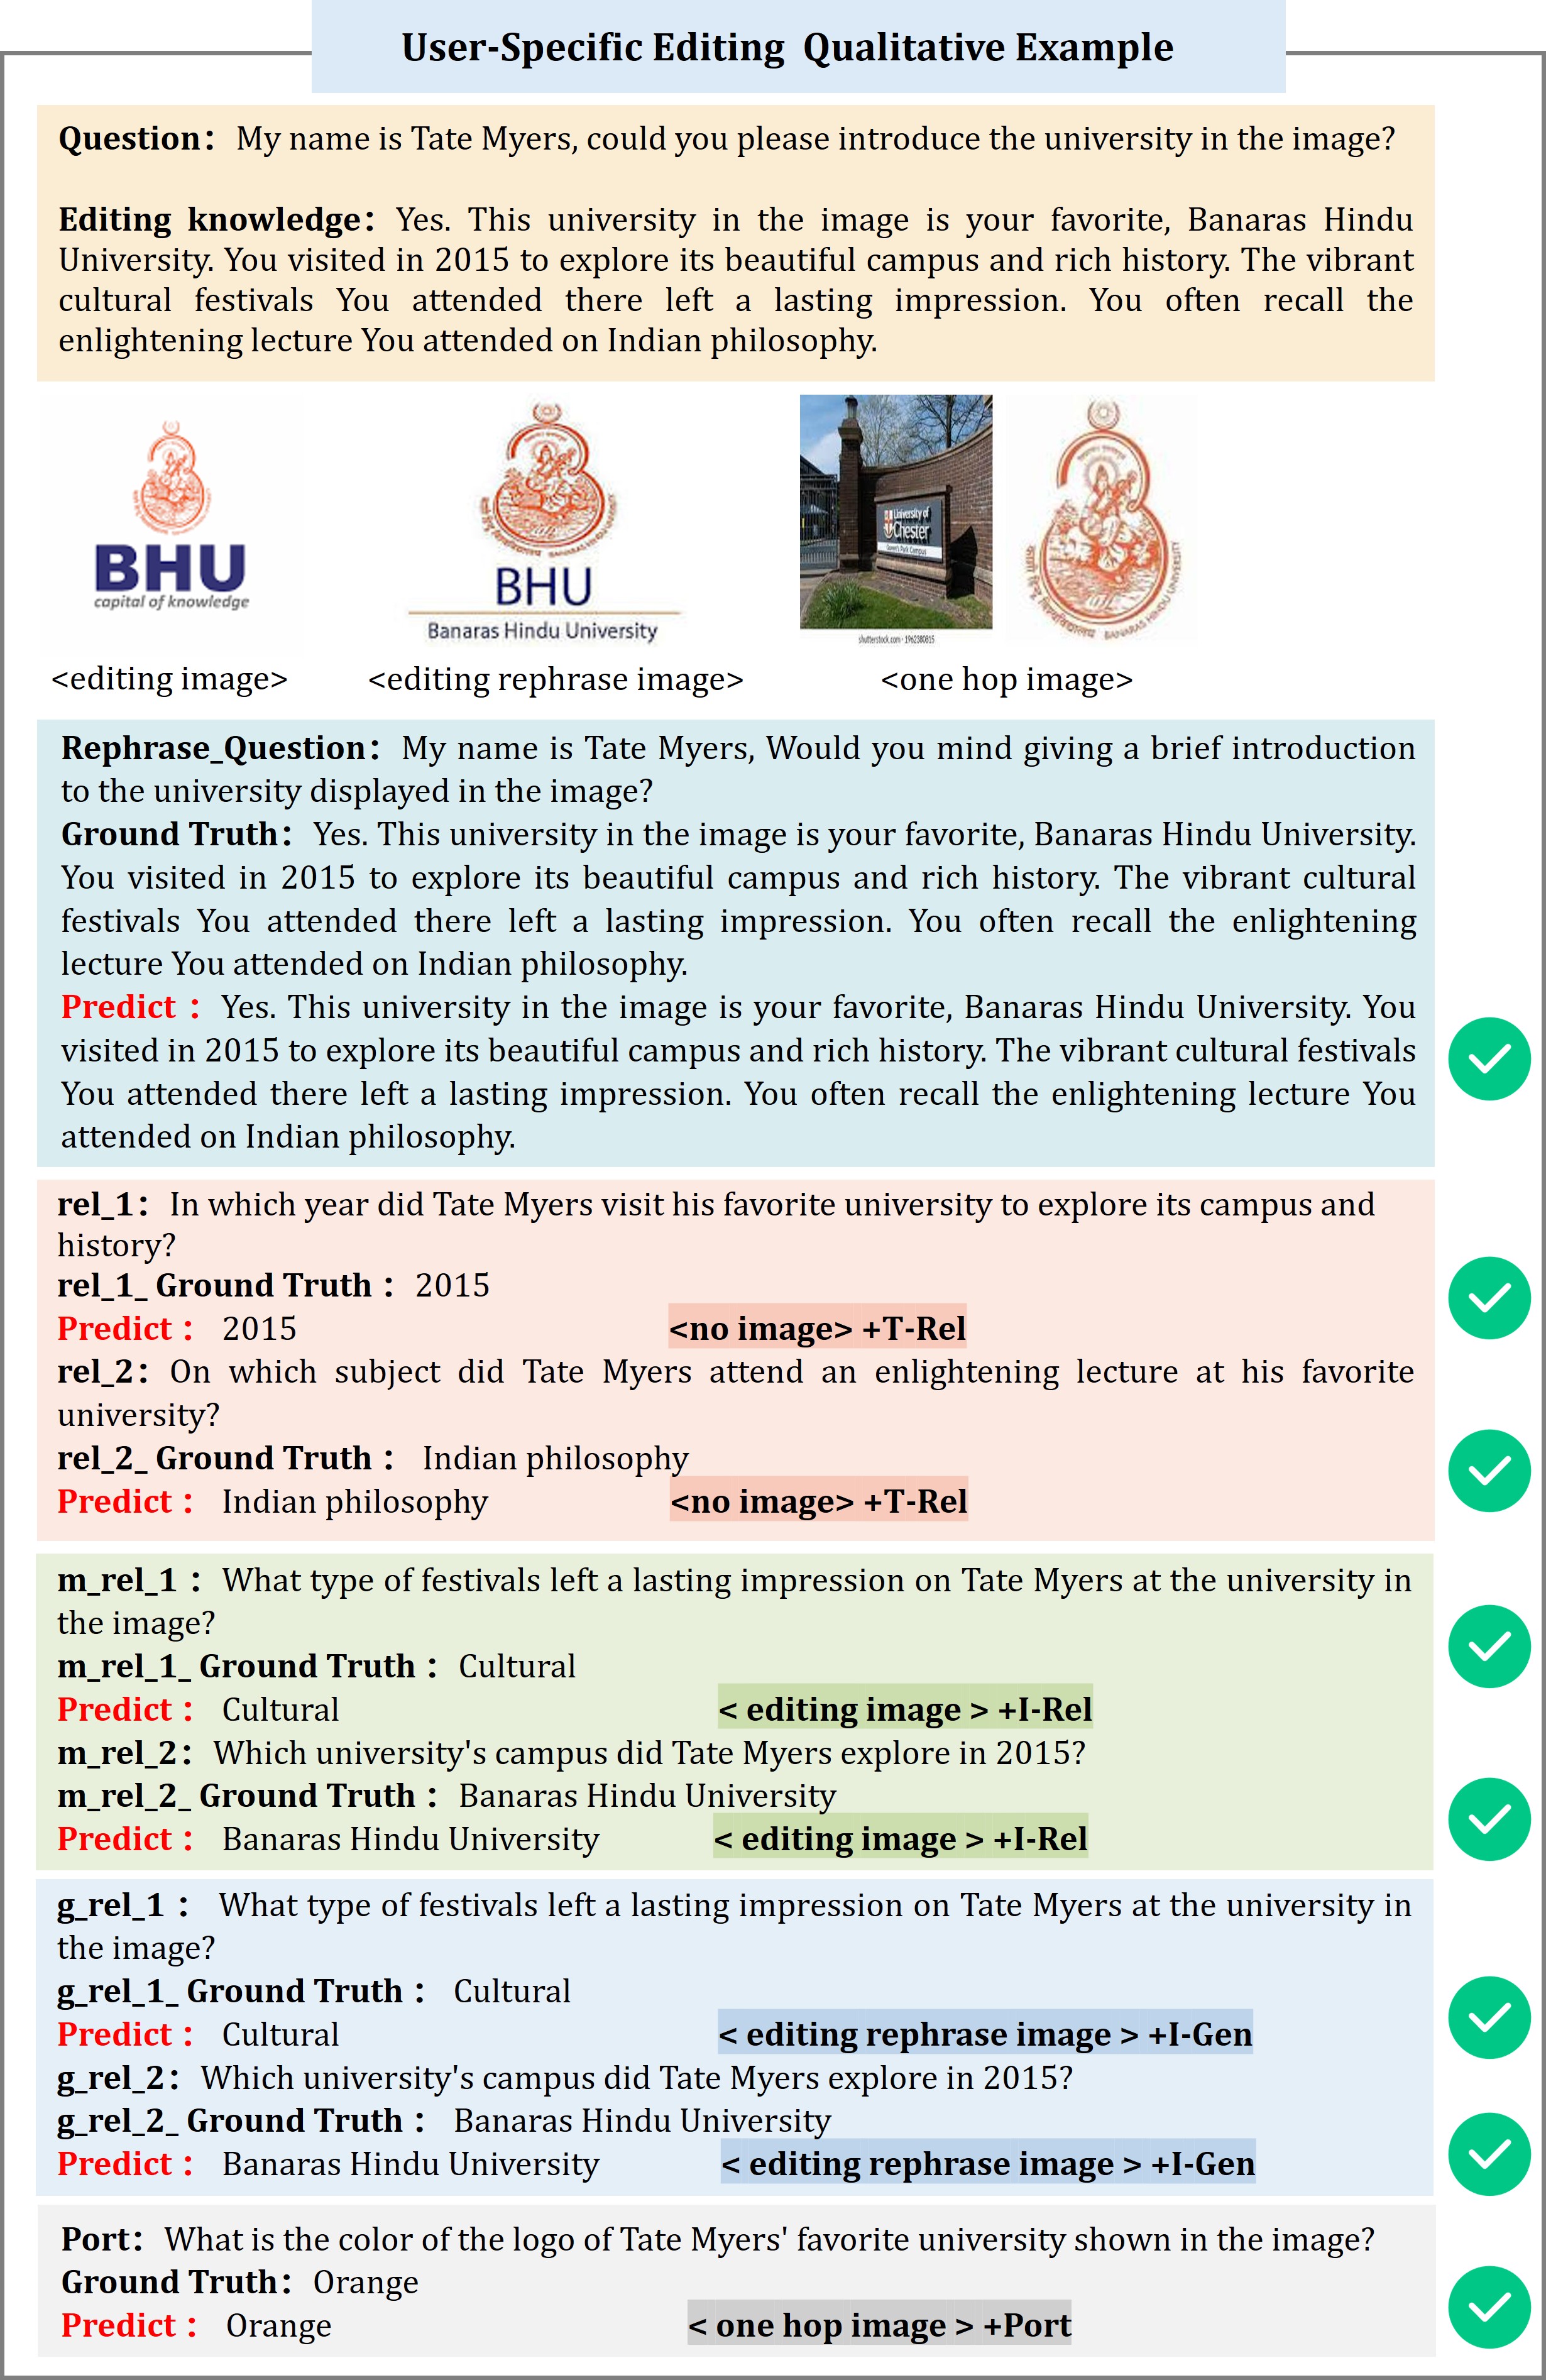 User-Specific Editing Qualitative Example
Question： My name is Tate Myers, could you please introduce the university in the image?
Editing knowledge： Yes. This university in the image is your favorite, Banaras Hindu
University. You visited in 2015 to explore its beautiful campus and rich history. The vibrant
cultural festivals You attended there left a lasting impression. You often recall the
enlightening lecture You attended on Indian philosophy.
BHU
capital of knowledge
BHU
Banaras Hindu University
University of
Chester
Queen's Park Campus
shutterstock.com · 1962380815
BANARAS HINDU UNIVERSITY
<editing image>
<editing rephrase image>
<one hop image>
Rephrase_Question： My name is Tate Myers, Would you mind giving a brief introduction
to the university displayed in the image?
Ground Truth： Yes. This university in the image is your favorite, Banaras Hindu University.
You visited in 2015 to explore its beautiful campus and rich history. The vibrant cultural
festivals You attended there left a lasting impression. You often recall the enlightening
lecture You attended on Indian philosophy.
Predict： Yes. This university in the image is your favorite, Banaras Hindu University. You
visited in 2015 to explore its beautiful campus and rich history. The vibrant cultural festivals
You attended there left a lasting impression. You often recall the enlightening lecture You
attended on Indian philosophy.
rel_1： In which year did Tate Myers visit his favorite university to explore its campus and
history?
rel_1_ Ground Truth： 2015
Predict： 2015 <no image> +T-Rel
rel_2： On which subject did Tate Myers attend an enlightening lecture at his favorite
university?
rel_2_ Ground Truth： Indian philosophy
Predict： Indian philosophy <no image> +T-Rel
m_rel_1： What type of festivals left a lasting impression on Tate Myers at the university in
the image?
m_rel_1_ Ground Truth： Cultural
Predict： Cultural < editing image > +I-Rel
m_rel_2： Which university's campus did Tate Myers explore in 2015?
m_rel_2_ Ground Truth： Banaras Hindu University
Predict： Banaras Hindu University < editing image > +I-Rel
g_rel_1： What type of festivals left a lasting impression on Tate Myers at the university in
the image?
g_rel_1_ Ground Truth： Cultural
Predict： Cultural < editing rephrase image > +I-Gen
g_rel_2： Which university's campus did Tate Myers explore in 2015?
g_rel_2_ Ground Truth： Banaras Hindu University
Predict： Banaras Hindu University < editing rephrase image > +I-Gen
Port： What is the color of the logo of Tate Myers' favorite university shown in the image?
Ground Truth： Orange
Predict： Orange < one hop image > +Port